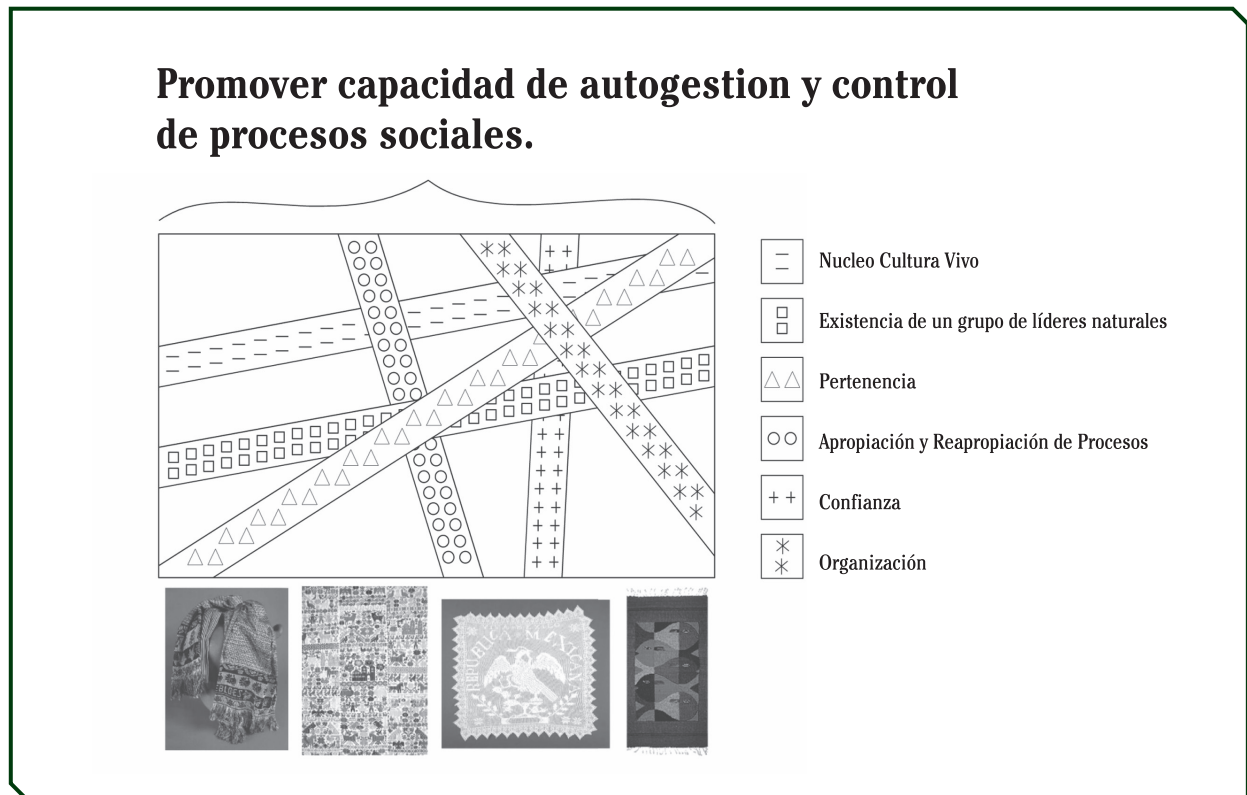 Promover capacidad de autogestion y control
de procesos sociales.
Nucleo Cultura Vivo
Existencia de un grupo de líderes naturales
Pertenencia
Apropiación y Reapropiación de Procesos
Confianza
Organización
REPUBLICA MEXICANA